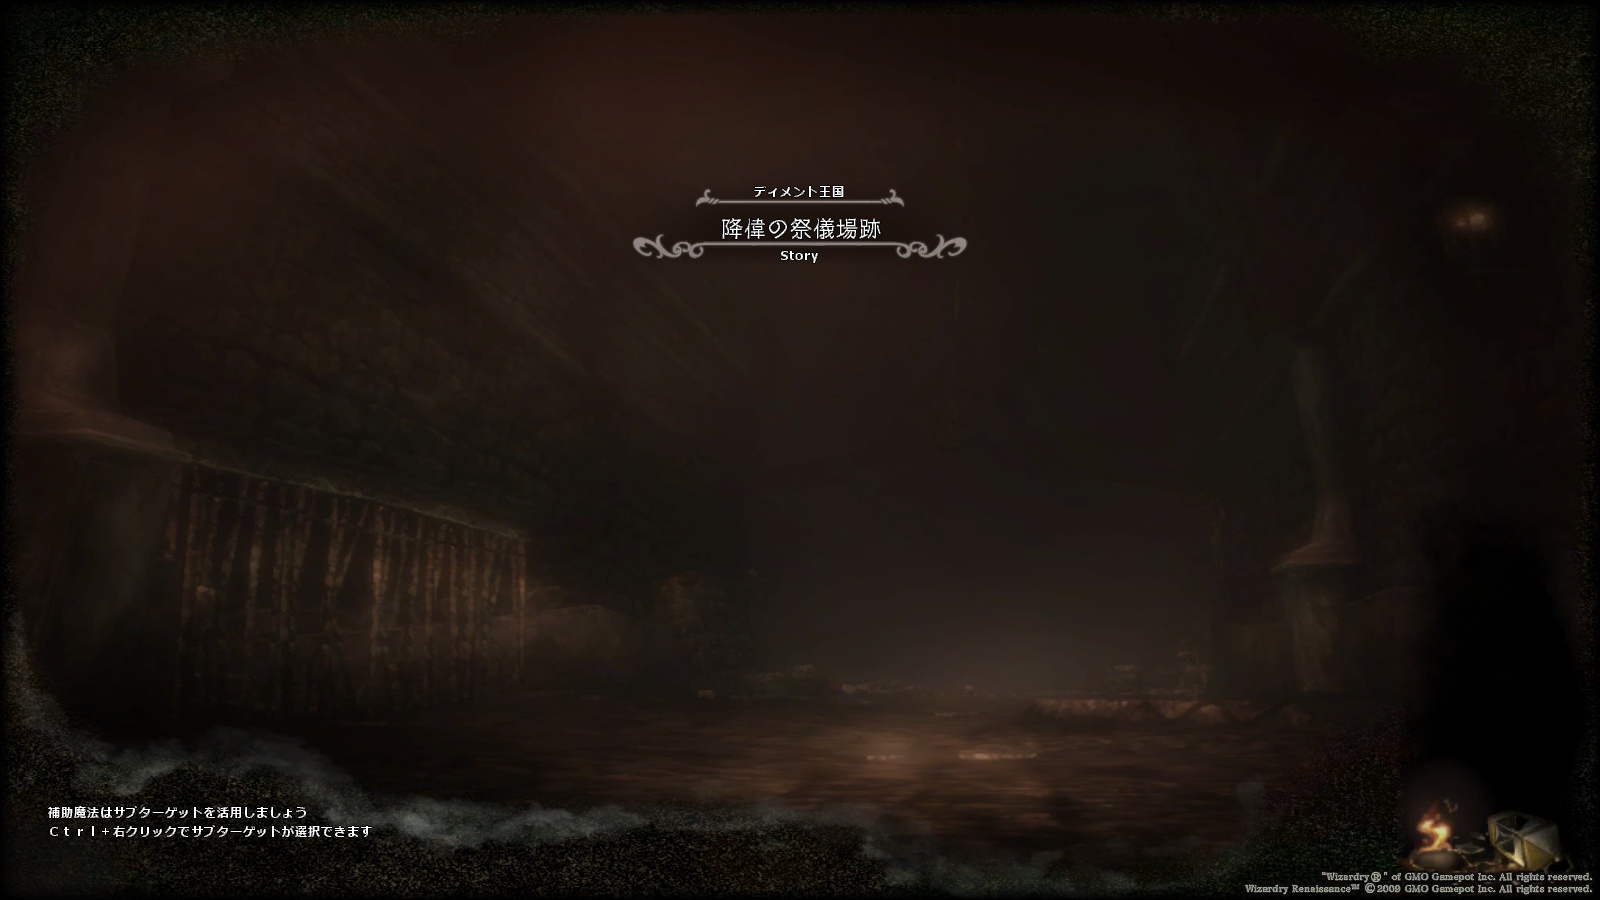 ディメント王国
降偉の祭儀場跡
Story
補助魔法はサブターゲットを活用しましょう
Ｃｔｒｌ＋右クリックでサブターゲットが選択できます
"Wizardry®" of GMO Gamepot Inc. All rights reserved.
Wizardry Renaissance™ ©2009 GMO Gamepot Inc. All rights reserved.